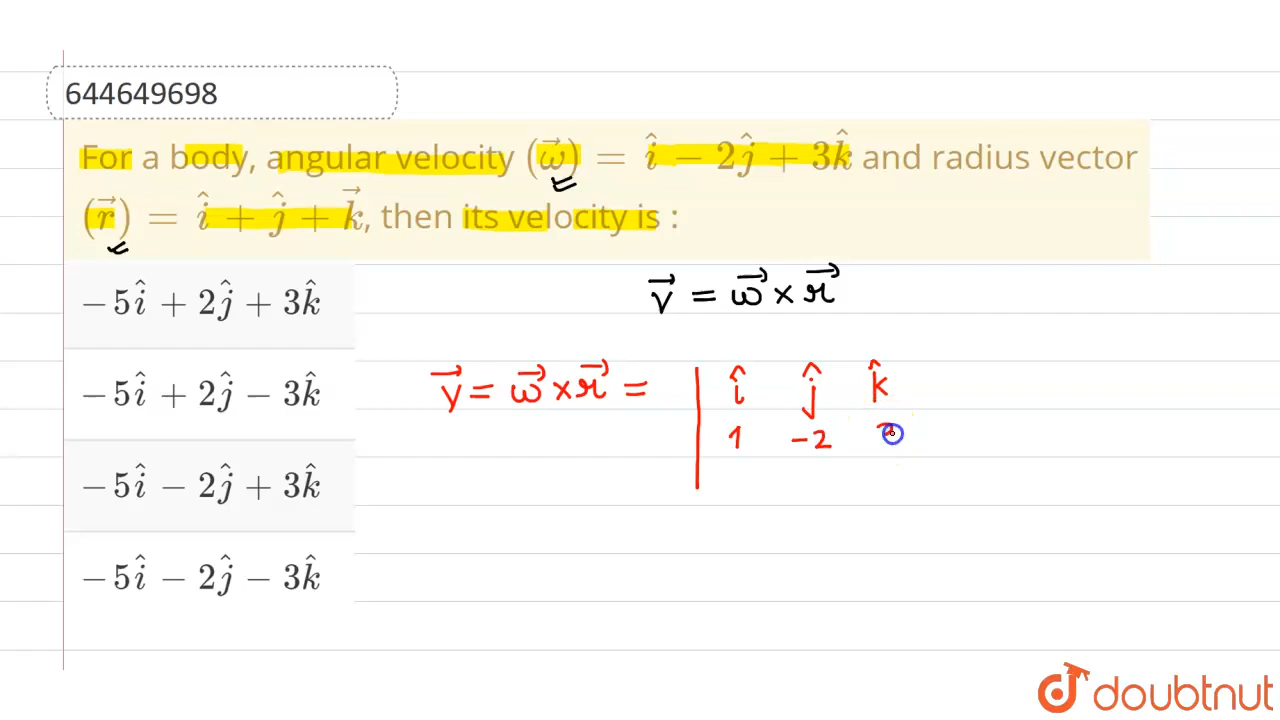 644649698
For a body, angular velocity (ω⃗) = î − 2ĵ + 3k̂ and radius vector
(r⃗) = î + ĵ + k⃗, then its velocity is :
− 5î + 2ĵ + 3k̂
− 5î + 2ĵ − 3k̂
− 5î − 2ĵ + 3k̂
− 5î − 2ĵ − 3k̂
v⃗ = ω⃗ × r⃗
v⃗ = ω⃗ × r⃗ = | î ĵ k̂
1 −2
doubtnut